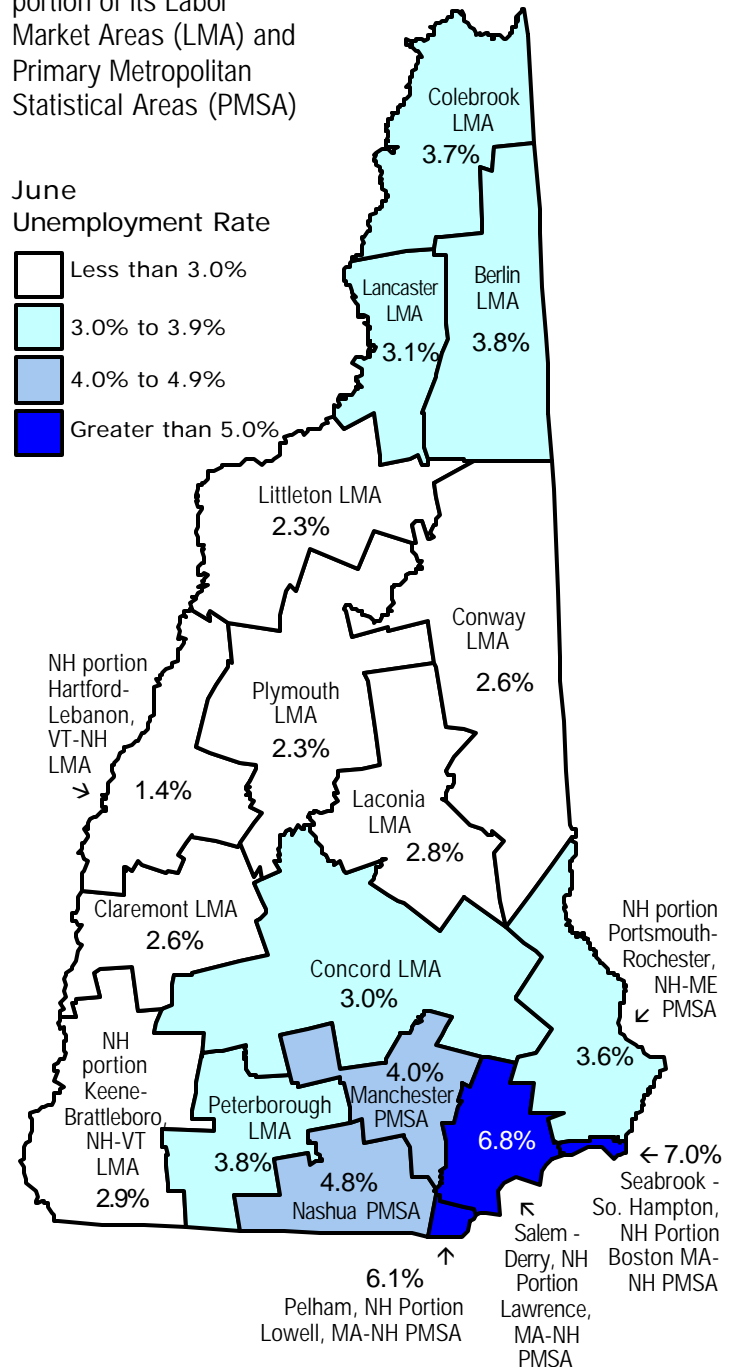 portion of its Labor
Market Areas (LMA) and
Primary Metropolitan
Statistical Areas (PMSA)
June
Unemployment Rate
Less than 3.0%
3.0% to 3.9%
4.0% to 4.9%
Greater than 5.0%
Colebrook
LMA
3.7%
Lancaster
LMA
3.1%
Berlin
LMA
3.8%
Littleton LMA
2.3%
Conway
LMA
2.6%
NH portion
Hartford-
Lebanon,
VT-NH
LMA
1.4%
Plymouth
LMA
2.3%
Laconia
LMA
2.8%
Claremont LMA
2.6%
Concord LMA
3.0%
NH portion
Portsmouth-
Rochester,
NH-ME
PMSA
3.6%
NH
portion
Keene-
Brattleboro,
NH-VT
LMA
2.9%
Peterborough
LMA
3.8%
4.0%
Manchester
PMSA
4.8%
Nashua PMSA
6.8%
7.0%
Seabrook -
So. Hampton,
NH Portion
Boston MA-
NH PMSA
6.1%
Pelham, NH Portion
Lowell, MA-NH PMSA
Salem -
Derry, NH
Portion
Lawrence,
MA-NH
PMSA